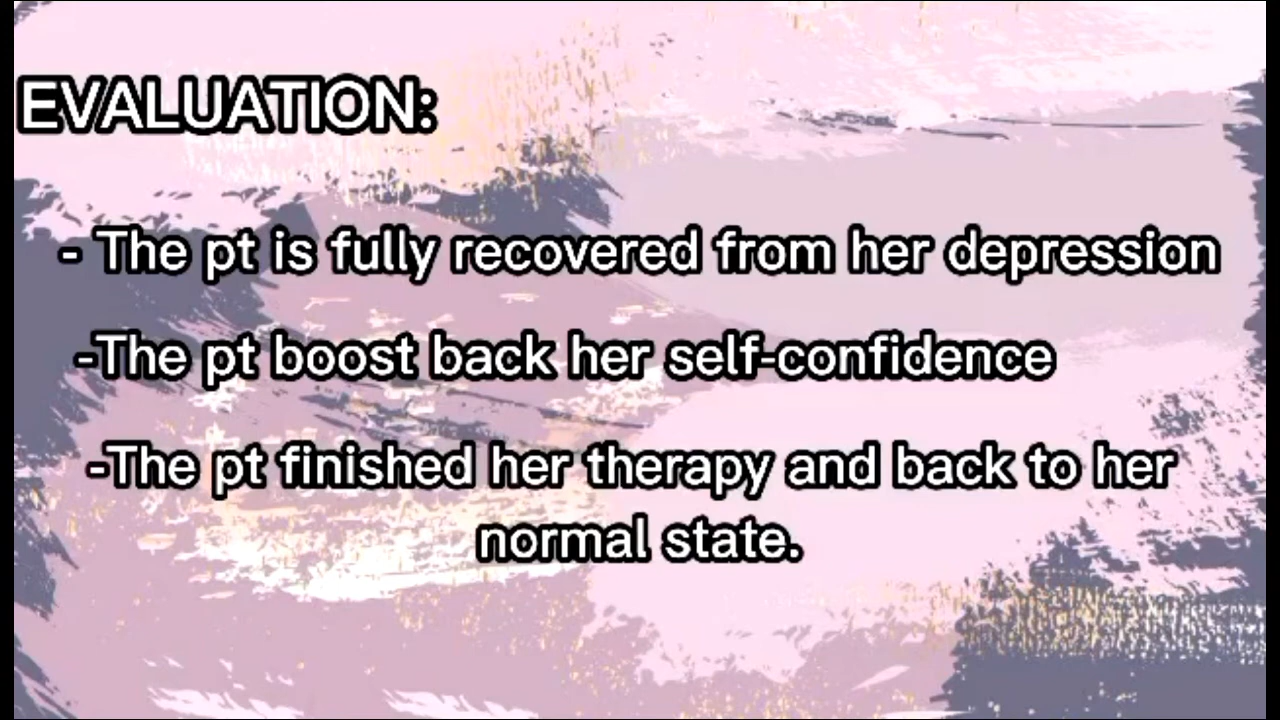 EVALUATION:
- The pt is fully recovered from her depression
-The pt boost back her self-confidence
-The pt finished her therapy and back to her
normal state.